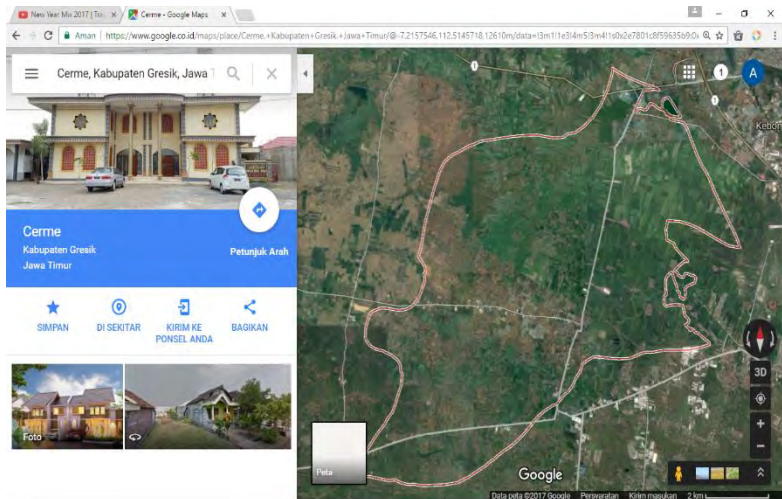 New Year Mix 2017 |
Cerme - Google Maps
Aman
https://www.google.co.id/maps/place/Cerme,+Kabupaten+Gresik,+Jawa+Timur/@-7.2157546,112.5145718,12610m/data=!3m1!1e3!4m5!3m4!1s0x2e7801c8f59635b9:0
Cerme, Kabupaten Gresik, Jawa
1
A
Kebom
Cerme
Kabupaten Gresik
Jawa Timur
Petunjuk Arah
SIMPAN
DI SEKITAR
KIRIM KE
PONSEL ANDA
BAGIKAN
3D
Foto
Peta
Google
Data peta ©2017 Google Persyaratan Kirim masukan 2 km